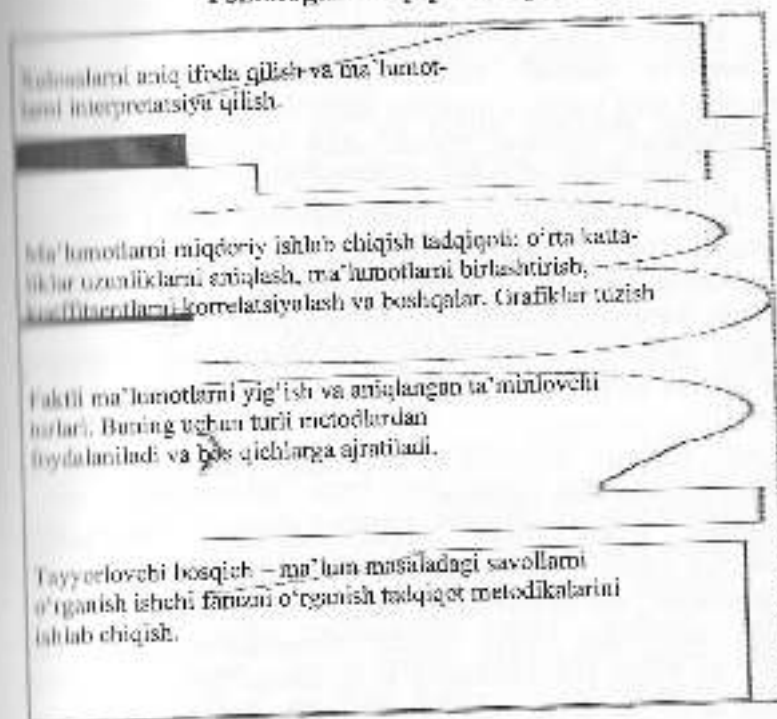 aniq ifoda qilish va ma'lumot-
interpretatsiya qilish.
Ma'lumotlarni miqdoriy ishlab chiqish tadqiqoti: o'rta katta-
liklar uzunliklarni aniqlash, ma'lumotlarni birlashtirish,
koeffitsentlarni korrelatsiyalash va boshqalar. Grafiklar tuzish
Faktli ma'lumotlarni yig'ish va aniqlangan ta'minlovchi
turlari. Buning uchun turli metodlardan
foydalaniladi va bos qichlarga ajratiladi.
Tayyorlovchi bosqich – ma'lum masaladagi savollarni
o'rganish ishchi farazni o'rganish tadqiqot metodikalarini
ishlab chiqish.